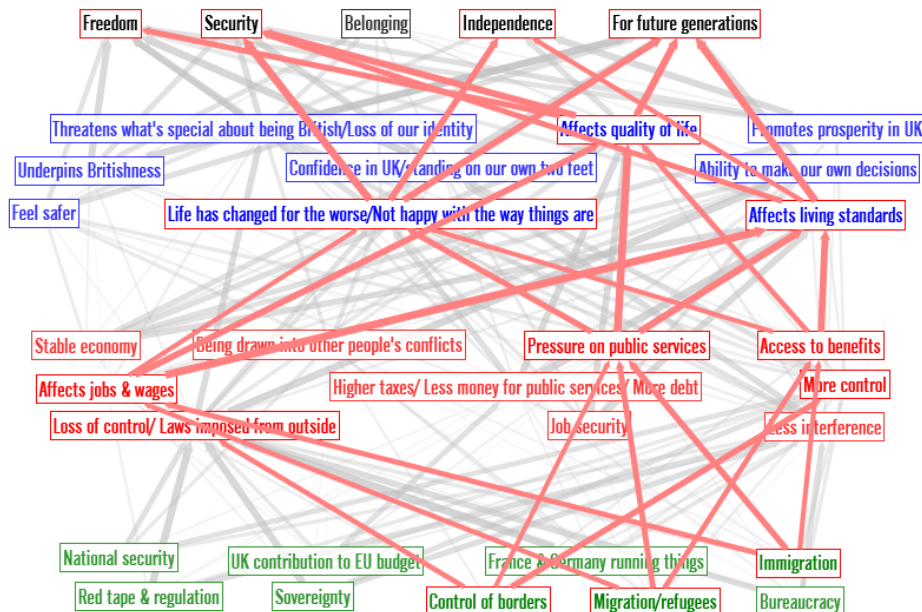 Freedom
Security
Belonging
Independence
For future generations
Threatens what's special about being British/Loss of our identity
Affects quality of life
Promotes prosperity in UK
Underpins Britishness
Confidence in UK/standing on our own two feet
Ability to make our own decisions
Feel safer
Life has changed for the worse/Not happy with the way things are
Affects living standards
Stable economy
Being drawn into other people's conflicts
Pressure on public services
Access to benefits
Affects jobs & wages
Higher taxes/ Less money for public services/ More debt
More control
Loss of control/ Laws imposed from outside
Job security
Less interference
National security
UK contribution to EU budget
France & Germany running things
Immigration
Red tape & regulation
Sovereignty
Control of borders
Migration/refugees
Bureaucracy